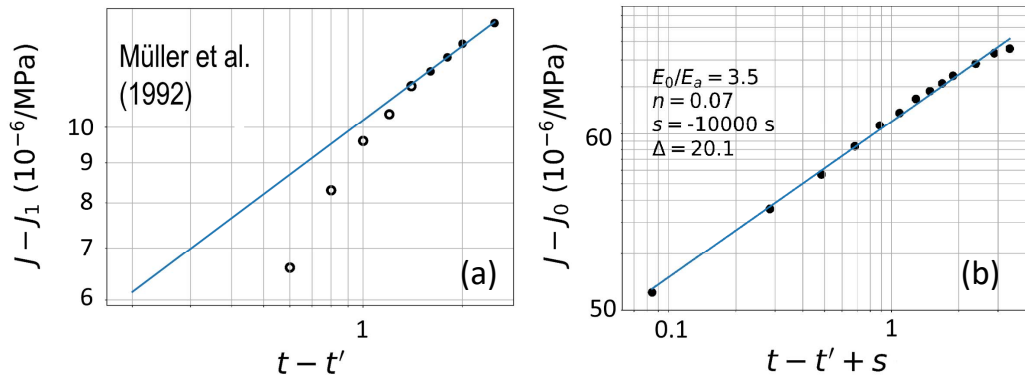 Müller et al.
(1992)
J − J₁ (10⁻⁶/MPa)
10
9
8
7
6
1
t − t′
(a)
E₀/Eₐ = 3.5
n = 0.07
s = -10000 s
Δ = 20.1
J − J₀ (10⁻⁶/MPa)
60
50
0.1
1
t − t′ + s
(b)